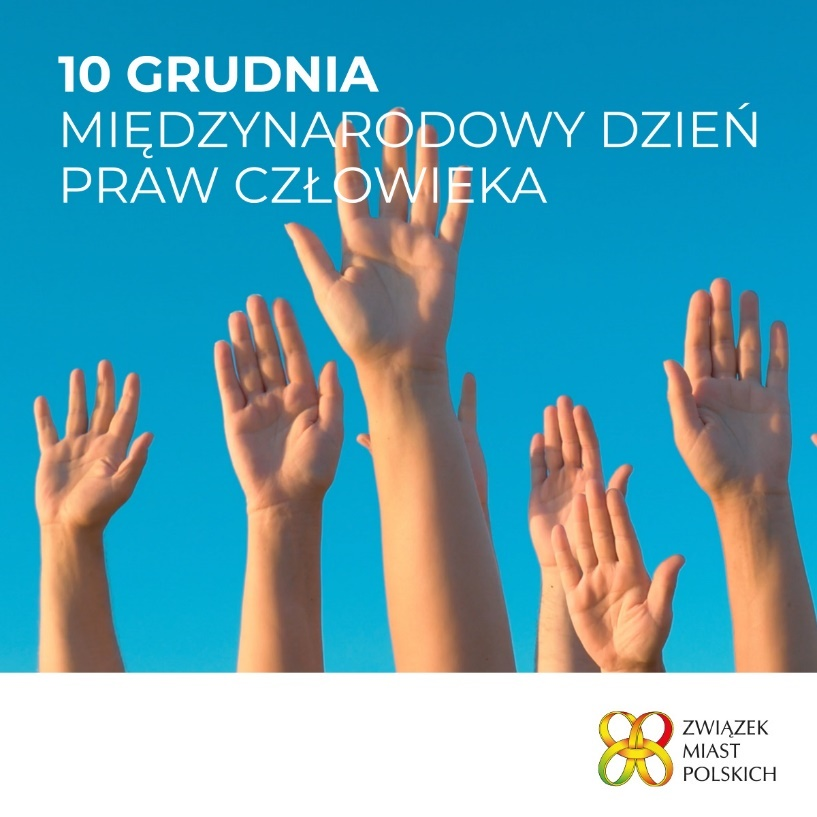 10 GRUDNIA
MIĘDZYNARODOWY DZIEŃ
PRAW CZŁOWIEKA
ZWIĄZEK
MIAST
POLSKICH